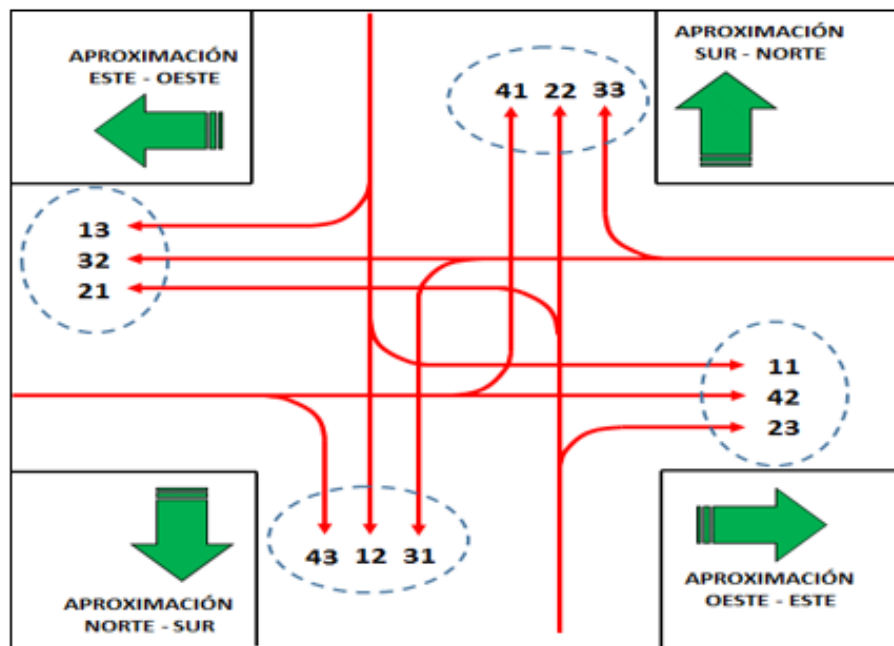 APROXIMACIÓN
ESTE - OESTE
APROXIMACIÓN
SUR - NORTE
41 22 33
13
32
21
11
42
23
43 12 31
APROXIMACIÓN
NORTE - SUR
APROXIMACIÓN
OESTE - ESTE